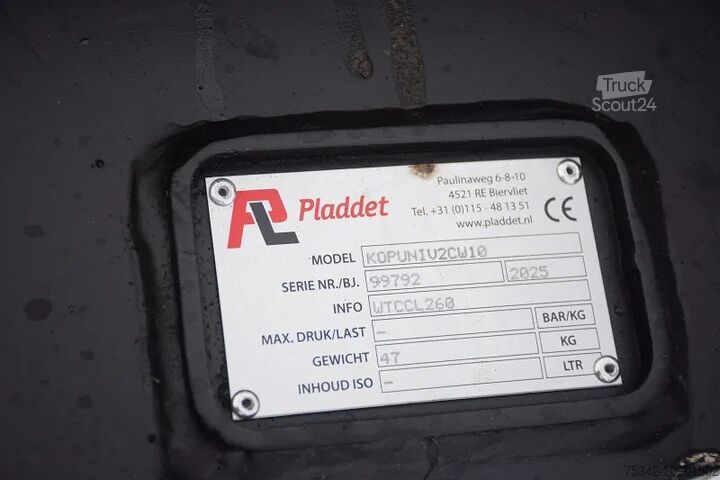 Truck
Scout24
Pladdet
Paulinaweg 6-8-10
4521 RE Biervliet
Tel. +31 (0)115 - 48 13 51
www.pladdet.nl
CE
MODEL KOPUNIV2CW10
SERIE NR./BJ. 99792 2025
INFO WTCCL260
MAX. DRUK/LAST - BAR/KG
GEWICHT 47 KG
INHOUD ISO - LTR